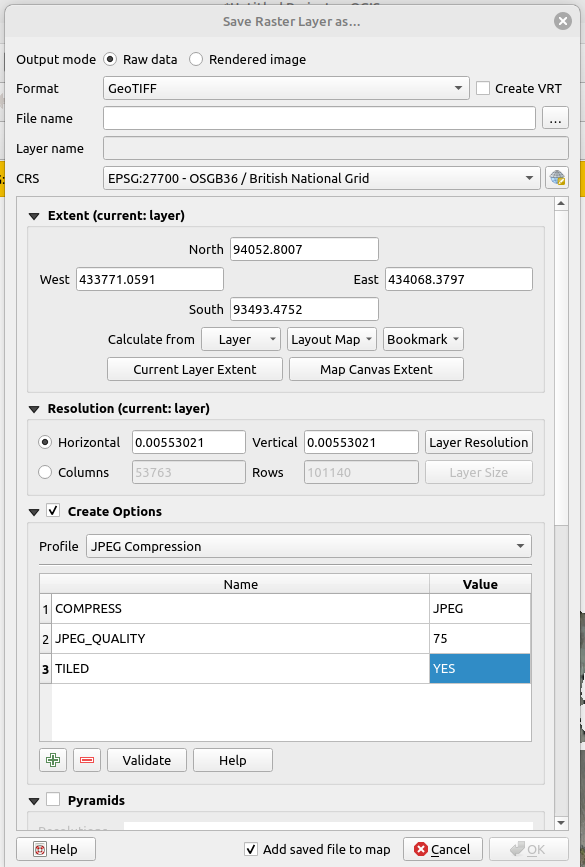 Save Raster Layer as...
Output mode Raw data Rendered image
Format GeoTIFF Create VRT
File name ...
Layer name
CRS EPSG:27700 - OSGB36 / British National Grid
Extent (current: layer)
North 94052.8007
West 433771.0591 East 434068.3797
South 93493.4752
Calculate from Layer Layout Map Bookmark
Current Layer Extent Map Canvas Extent
Resolution (current: layer)
Horizontal 0.00553021 Vertical 0.00553021 Layer Resolution
Columns 53763 Rows 101140 Layer Size
Create Options
Profile JPEG Compression
Name Value
1 COMPRESS JPEG
2 JPEG_QUALITY 75
3 TILED YES
Validate Help
Pyramids
Resolutions
Help Add saved file to map Cancel OK